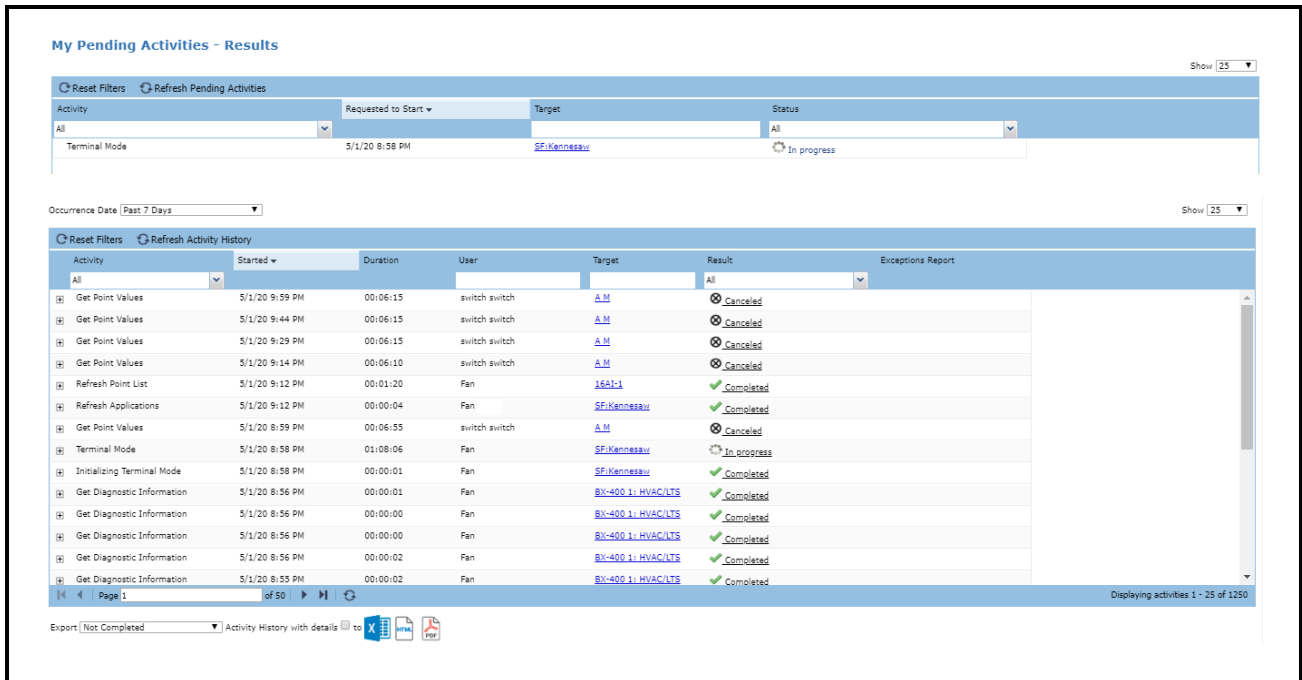 My Pending Activities - Results
Show 25
Reset Filters Refresh Pending Activities
Activity Requested to Start Target Status
All All
Terminal Mode 5/1/20 8:58 PM SF:Kennesaw In progress
Occurrence Date Past 7 Days Show 25
Reset Filters Refresh Activity History
Activity Started Duration User Target Result Exceptions Report
All All
Get Point Values 5/1/20 9:59 PM 00:06:15 switch switch A M Canceled
Get Point Values 5/1/20 9:44 PM 00:06:15 switch switch A M Canceled
Get Point Values 5/1/20 9:29 PM 00:06:15 switch switch A M Canceled
Get Point Values 5/1/20 9:14 PM 00:06:10 switch switch A M Canceled
Refresh Point List 5/1/20 9:12 PM 00:01:20 Fan 16AI-1 Completed
Refresh Applications 5/1/20 9:12 PM 00:00:04 Fan SF:Kennesaw Completed
Get Point Values 5/1/20 8:59 PM 00:06:55 switch switch A M Canceled
Terminal Mode 5/1/20 8:58 PM 01:08:06 Fan SF:Kennesaw In progress
Initializing Terminal Mode 5/1/20 8:58 PM 00:00:01 Fan SF:Kennesaw Completed
Get Diagnostic Information 5/1/20 8:56 PM 00:00:01 Fan BX-400 1: HVAC/LTS Completed
Get Diagnostic Information 5/1/20 8:56 PM 00:00:00 Fan BX-400 1: HVAC/LTS Completed
Get Diagnostic Information 5/1/20 8:56 PM 00:00:00 Fan BX-400 1: HVAC/LTS Completed
Get Diagnostic Information 5/1/20 8:56 PM 00:00:02 Fan BX-400 1: HVAC/LTS Completed
Get Diagnostic Information 5/1/20 8:55 PM 00:00:02 Fan BX-400 1: HVAC/LTS Completed
Page 1 of 50 Displaying activities 1 - 25 of 1250
Export Not Completed Activity History with details to X HTML PDF